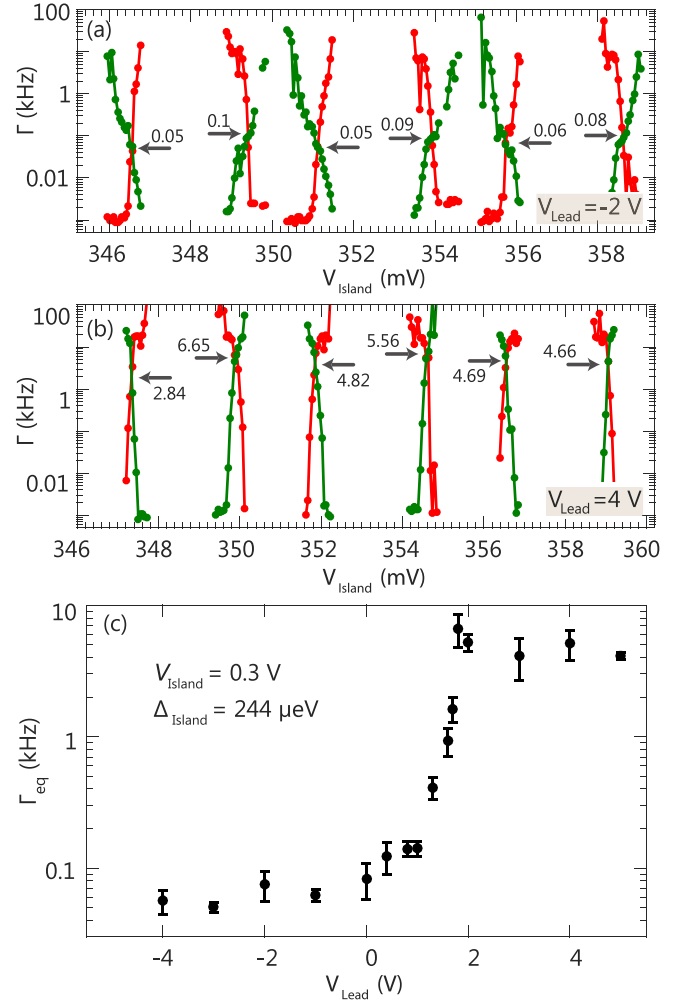 (a)
Γ (kHz)
100
1
0.01
0.05
0.1
0.05
0.09
0.06
0.08
V_Lead = -2 V
346 348 350 352 354 356 358
V_Island (mV)
(b)
Γ (kHz)
100
1
0.01
2.84
6.65
4.82
5.56
4.69
4.66
V_Lead = 4 V
346 348 350 352 354 356 358 360
V_Island (mV)
(c)
Γ_eq (kHz)
10
1
0.1
V_Island = 0.3 V
Δ_Island = 244 µeV
-4 -2 0 2 4
V_Lead (V)